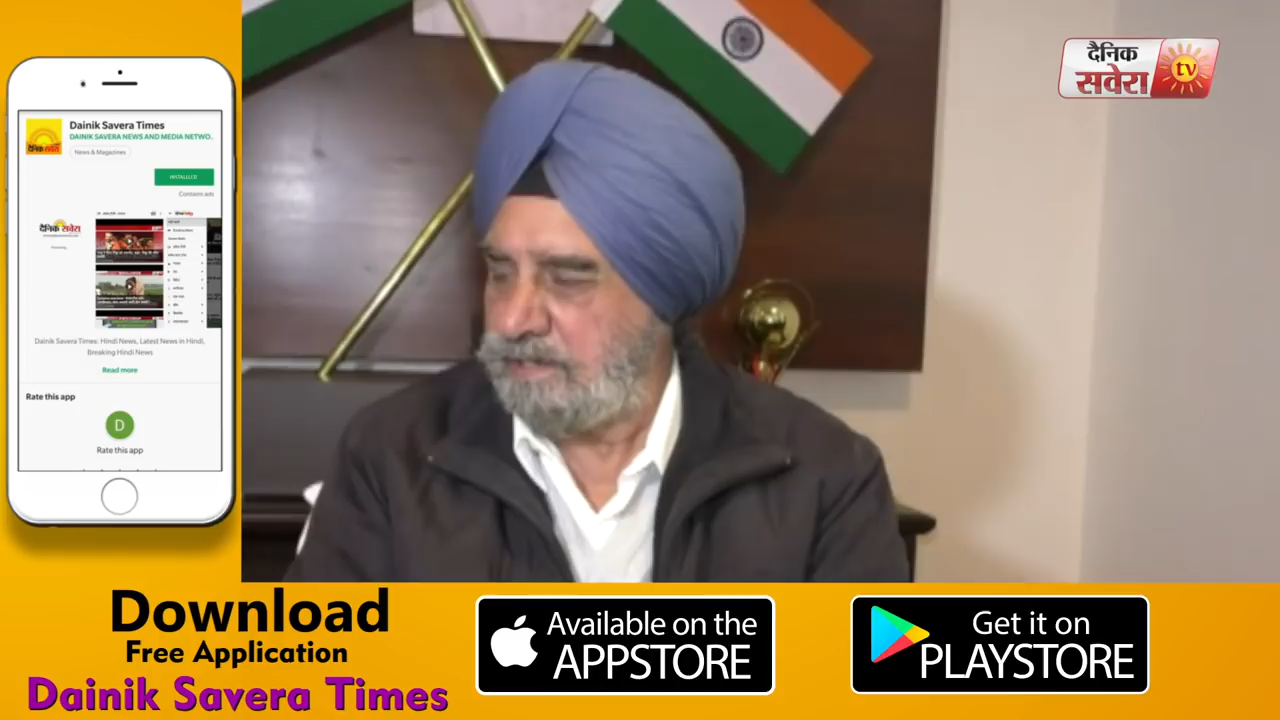 दैनिक
सवेरा
tv
Dainik Savera Times
DAINIK SAVERA NEWS AND MEDIA NETWO..
News & Magazines
INSTALLED
Contains ads
दैनिक सवेरा
Dainik Savera Times: Hindi News, Latest News in Hindi,
Breaking Hindi News
Read more
Rate this app
D
Rate this app
Download
Free Application
Dainik Savera Times
Available on the
APPSTORE
Get it on
PLAYSTORE